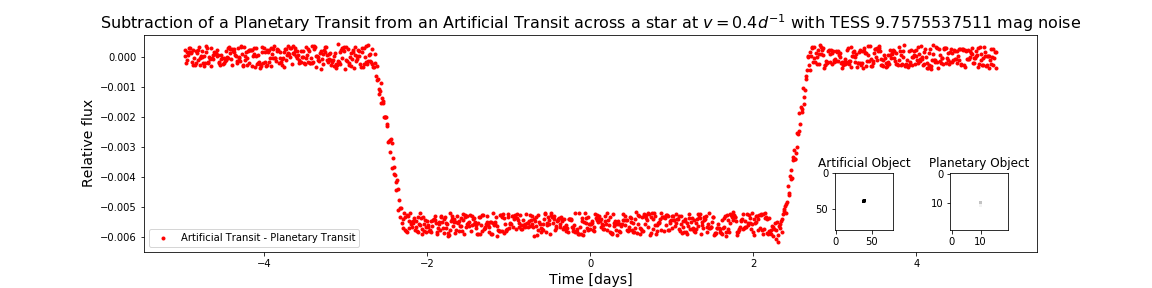 Subtraction of a Planetary Transit from an Artificial Transit across a star at v = 0.4d⁻¹ with TESS 9.7575537511 mag noise
Relative flux
0.000
−0.001
−0.002
−0.003
−0.004
−0.005
−0.006
Artificial Transit - Planetary Transit
Artificial Object
0
50
0 50
Planetary Object
0
10
0 10
−4 −2 0 2 4
Time [days]